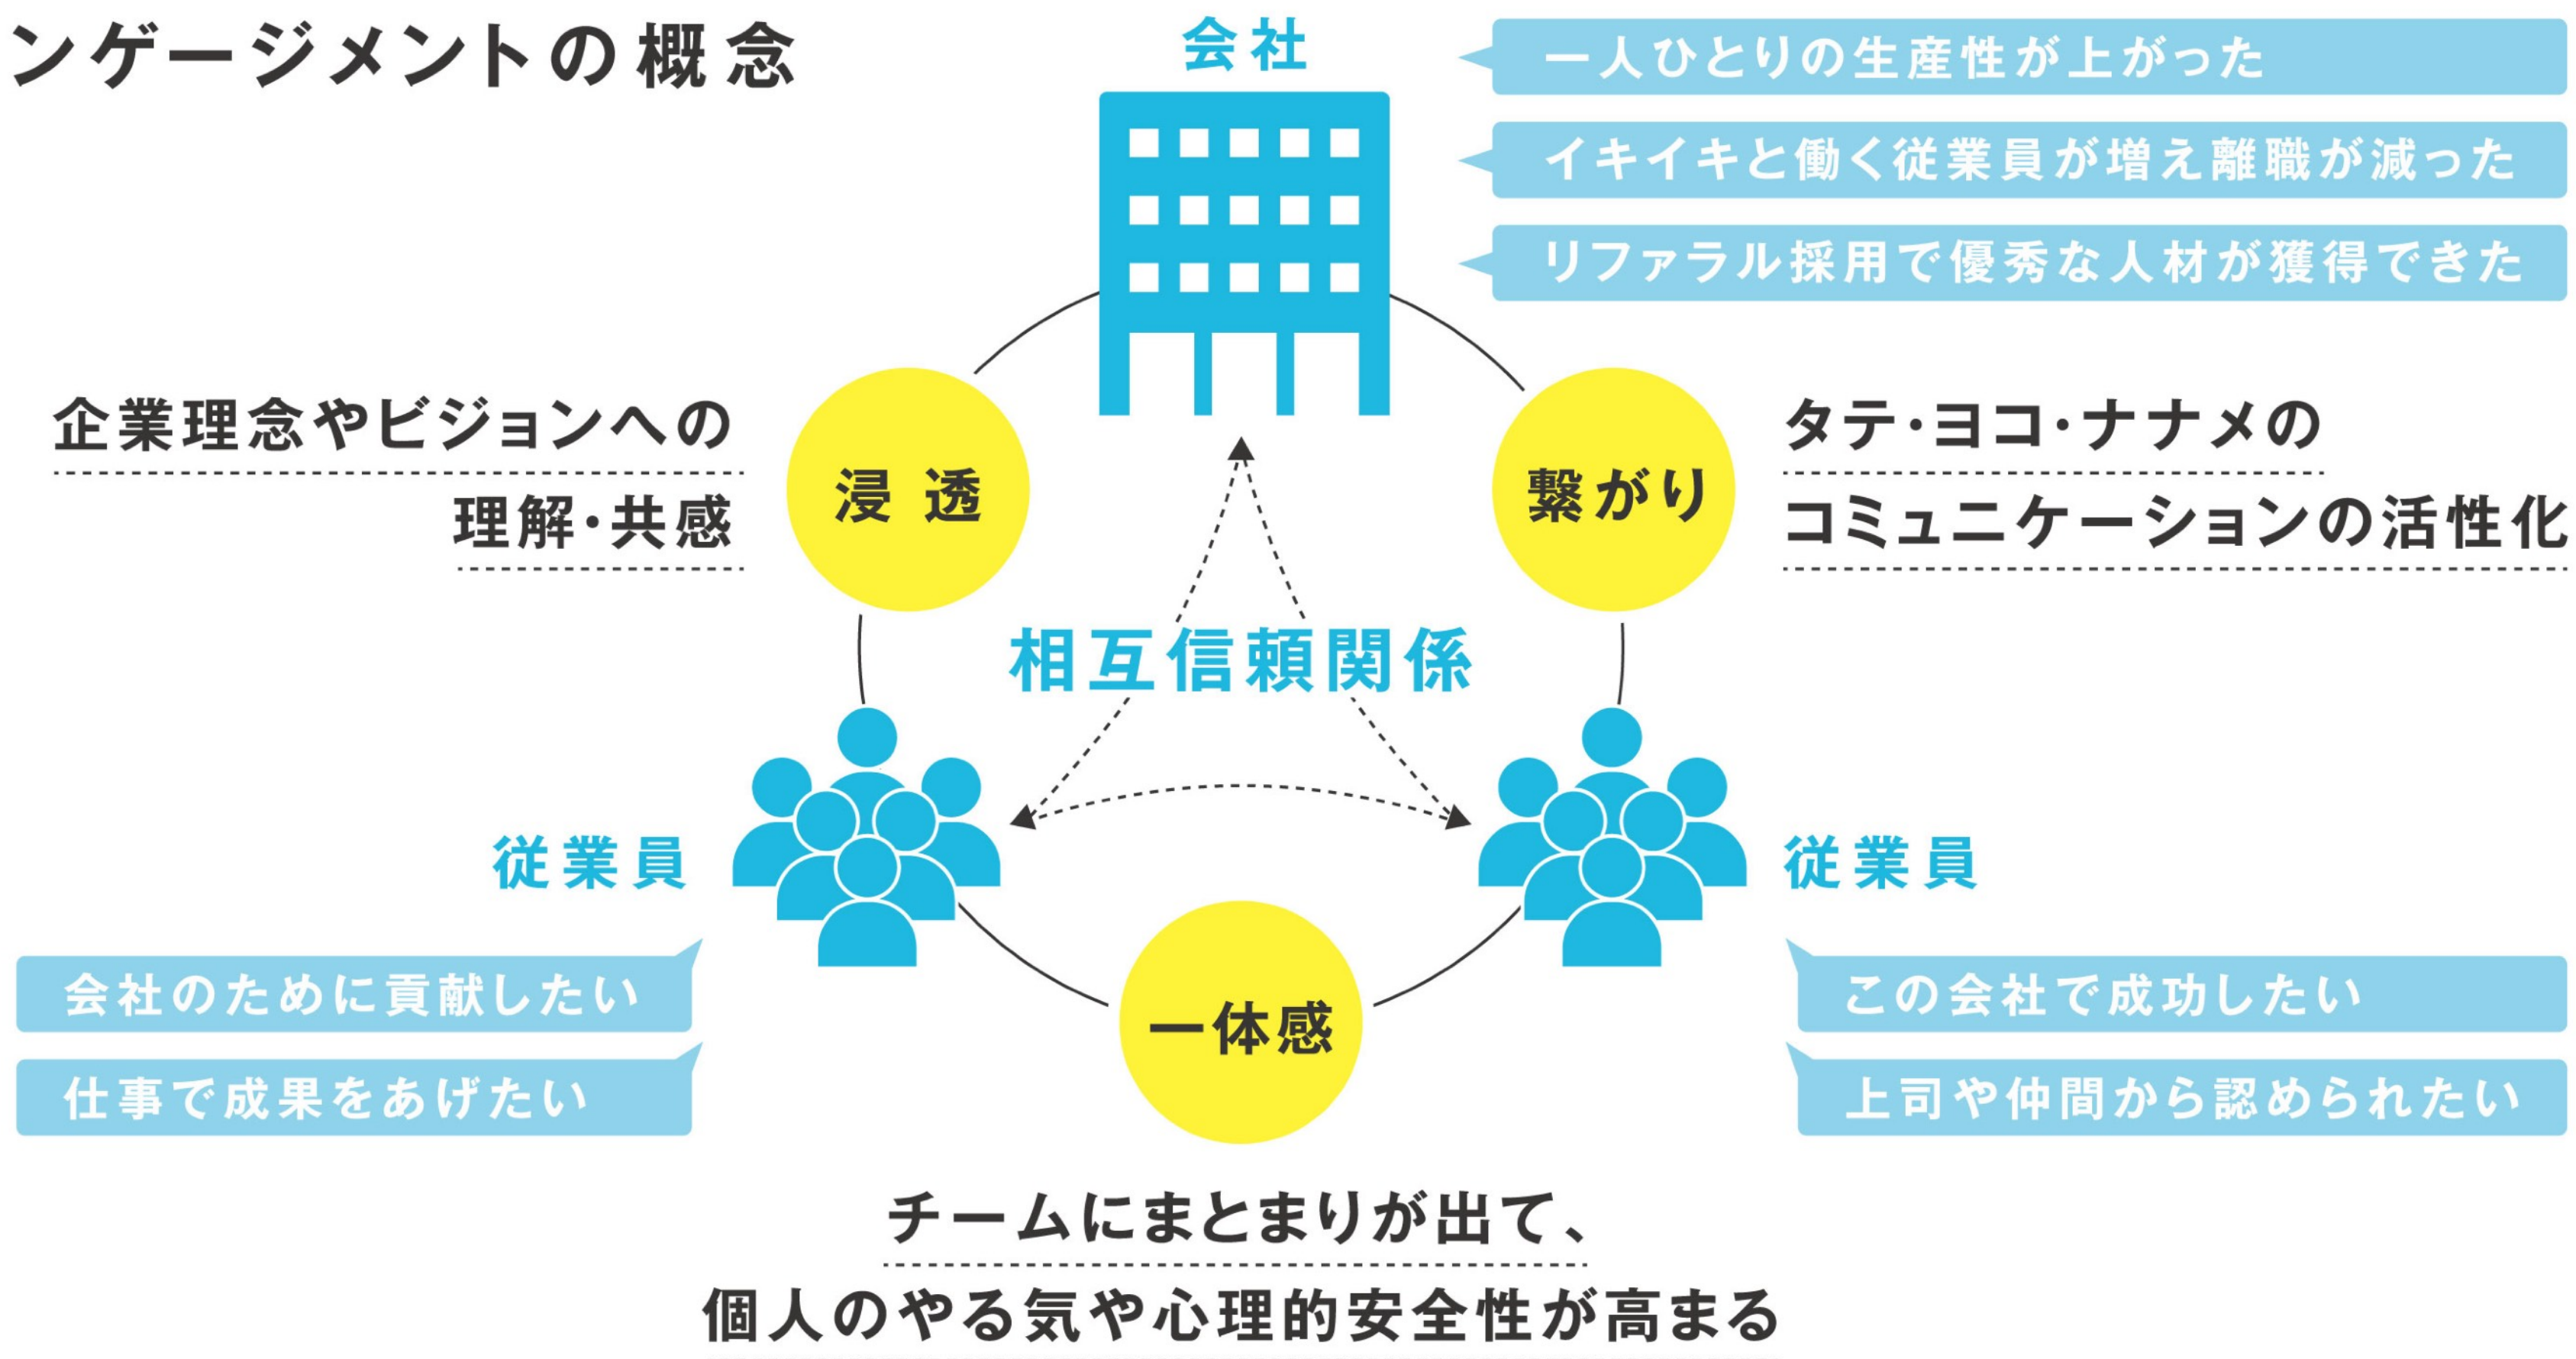 ンゲージメントの概念
会社
一人ひとりの生産性が上がった
イキイキと働く従業員が増え離職が減った
リファラル採用で優秀な人材が獲得できた
企業理念やビジョンへの
理解・共感
浸透
繋がり
タテ・ヨコ・ナナメの
コミュニケーションの活性化
相互信頼関係
従業員
従業員
会社のために貢献したい
仕事で成果をあげたい
一体感
この会社で成功したい
上司や仲間から認められたい
チームにまとまりが出て、
個人のやる気や心理的安全性が高まる